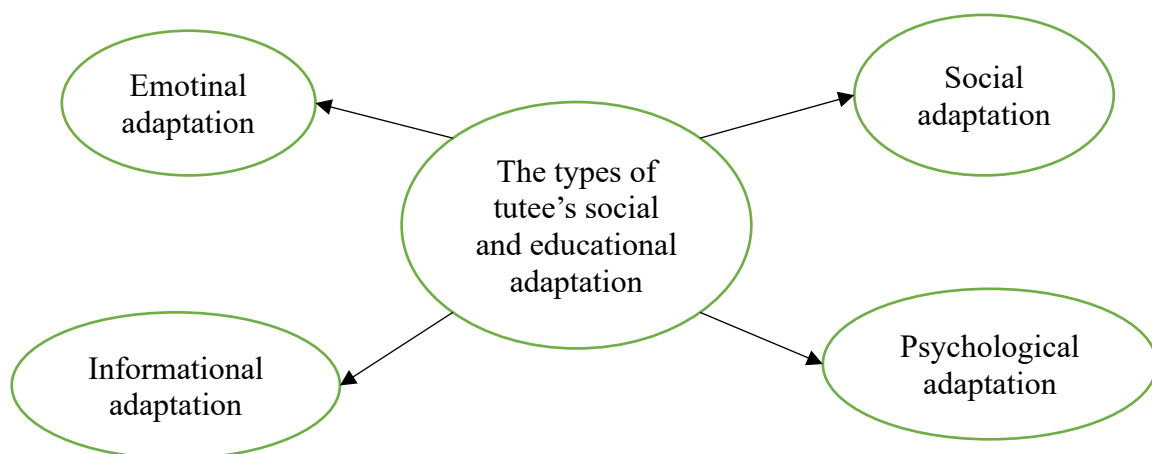 Emotinal
adaptation
Social
adaptation
The types of
tutee’s social
and educational
adaptation
Informational
adaptation
Psychological
adaptation